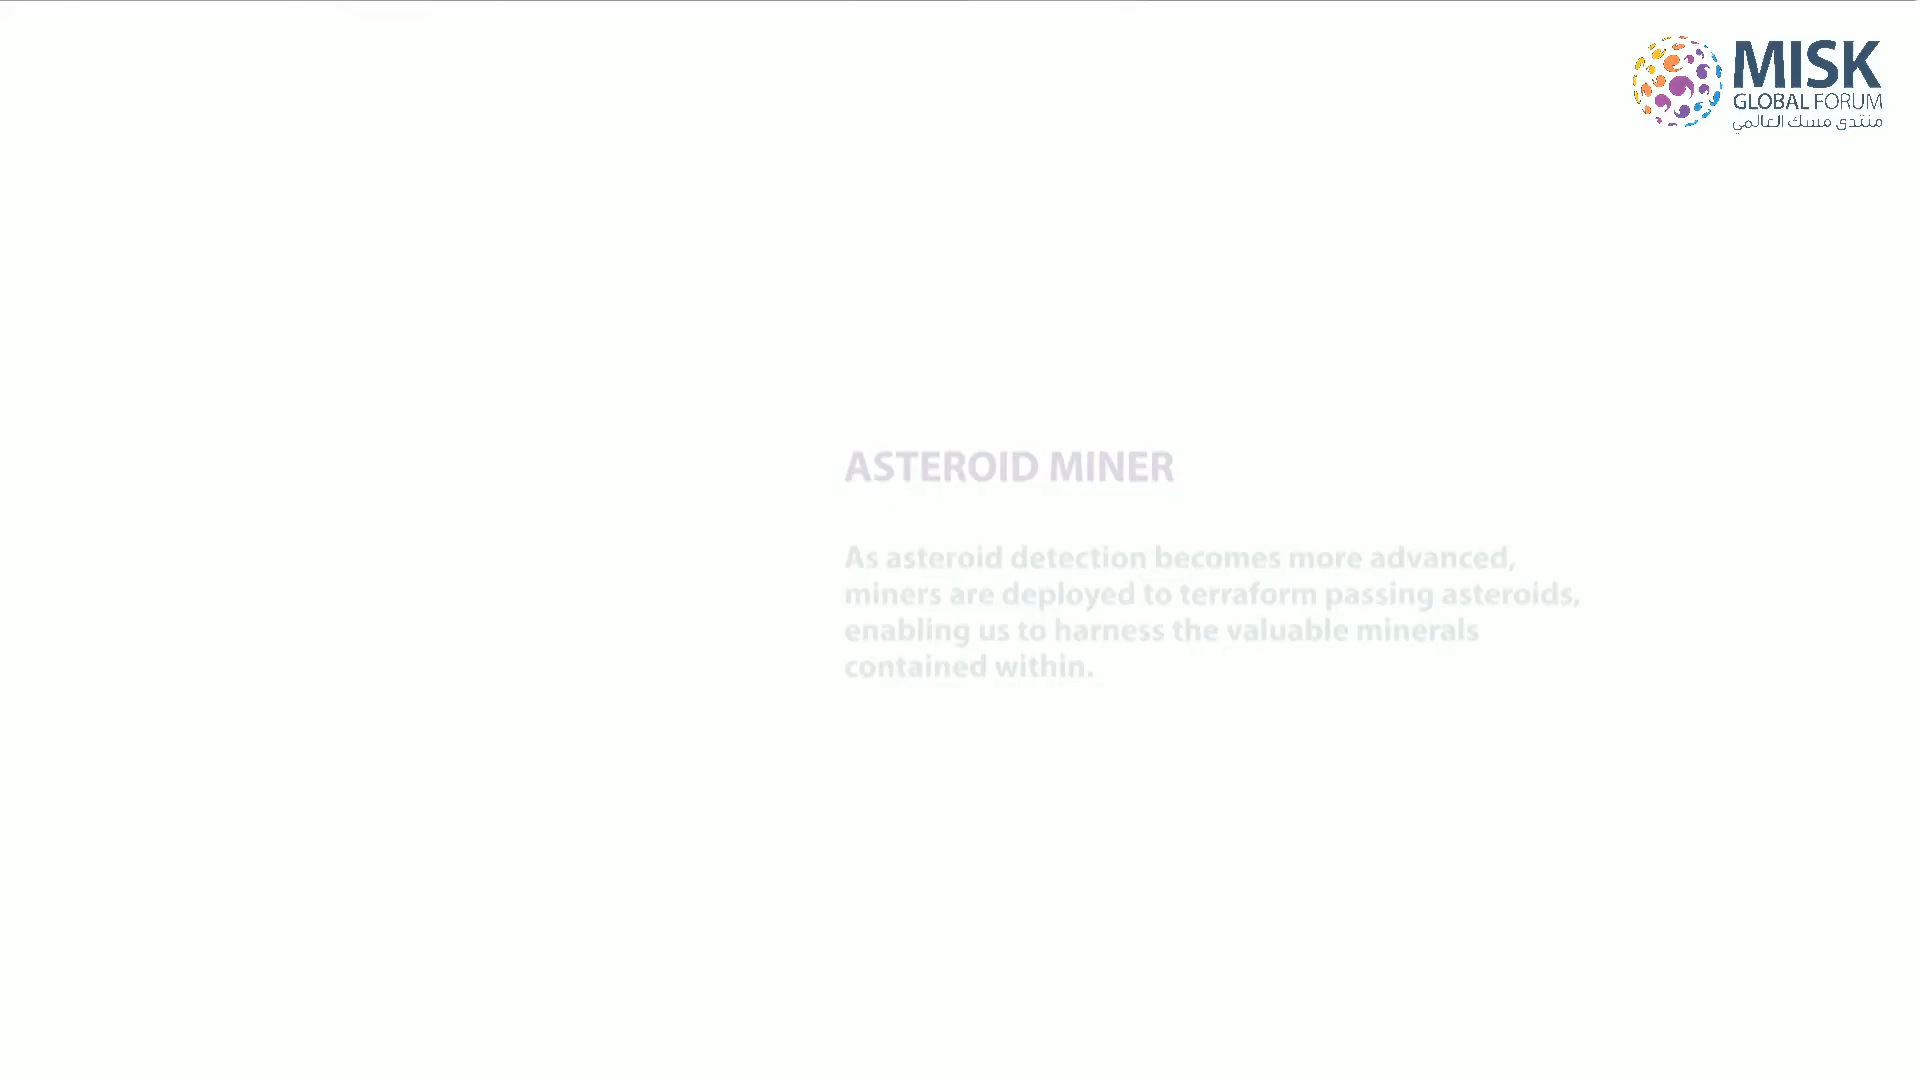 MISK
GLOBAL FORUM
منتدى مسك العالمي
ASTEROID MINER
As asteroid detection becomes more advanced,
miners are deployed to terraform passing asteroids,
enabling us to harness the valuable minerals
contained within.